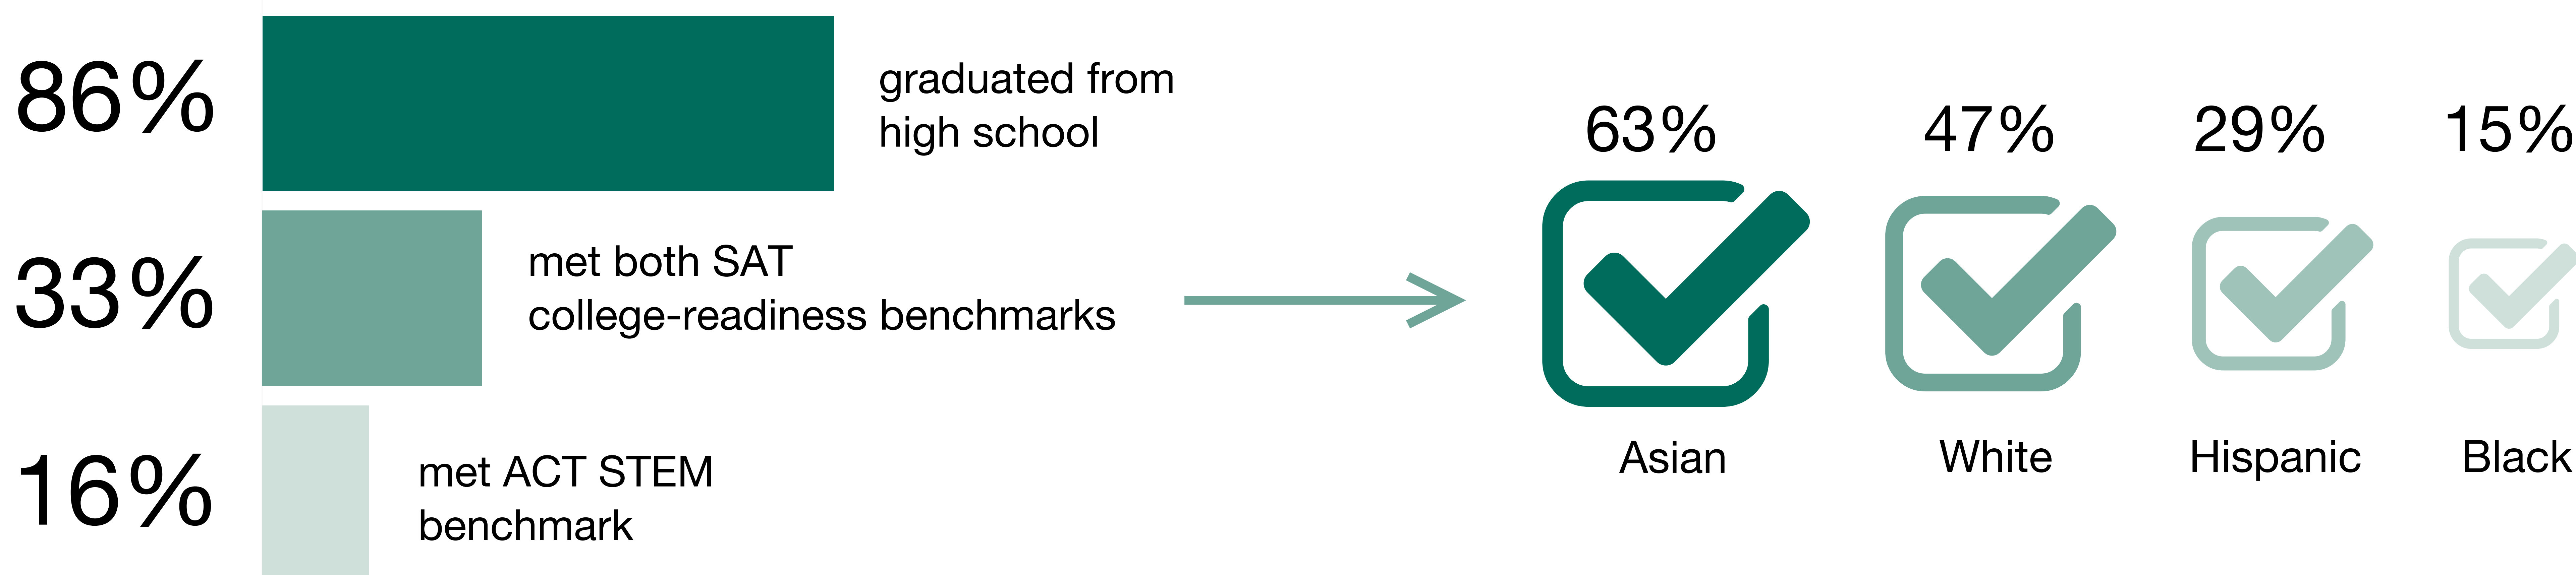 86%
graduated from
high school
33%
met both SAT
college-readiness benchmarks
16%
met ACT STEM
benchmark
63%
47%
29%
15%
Asian
White
Hispanic
Black